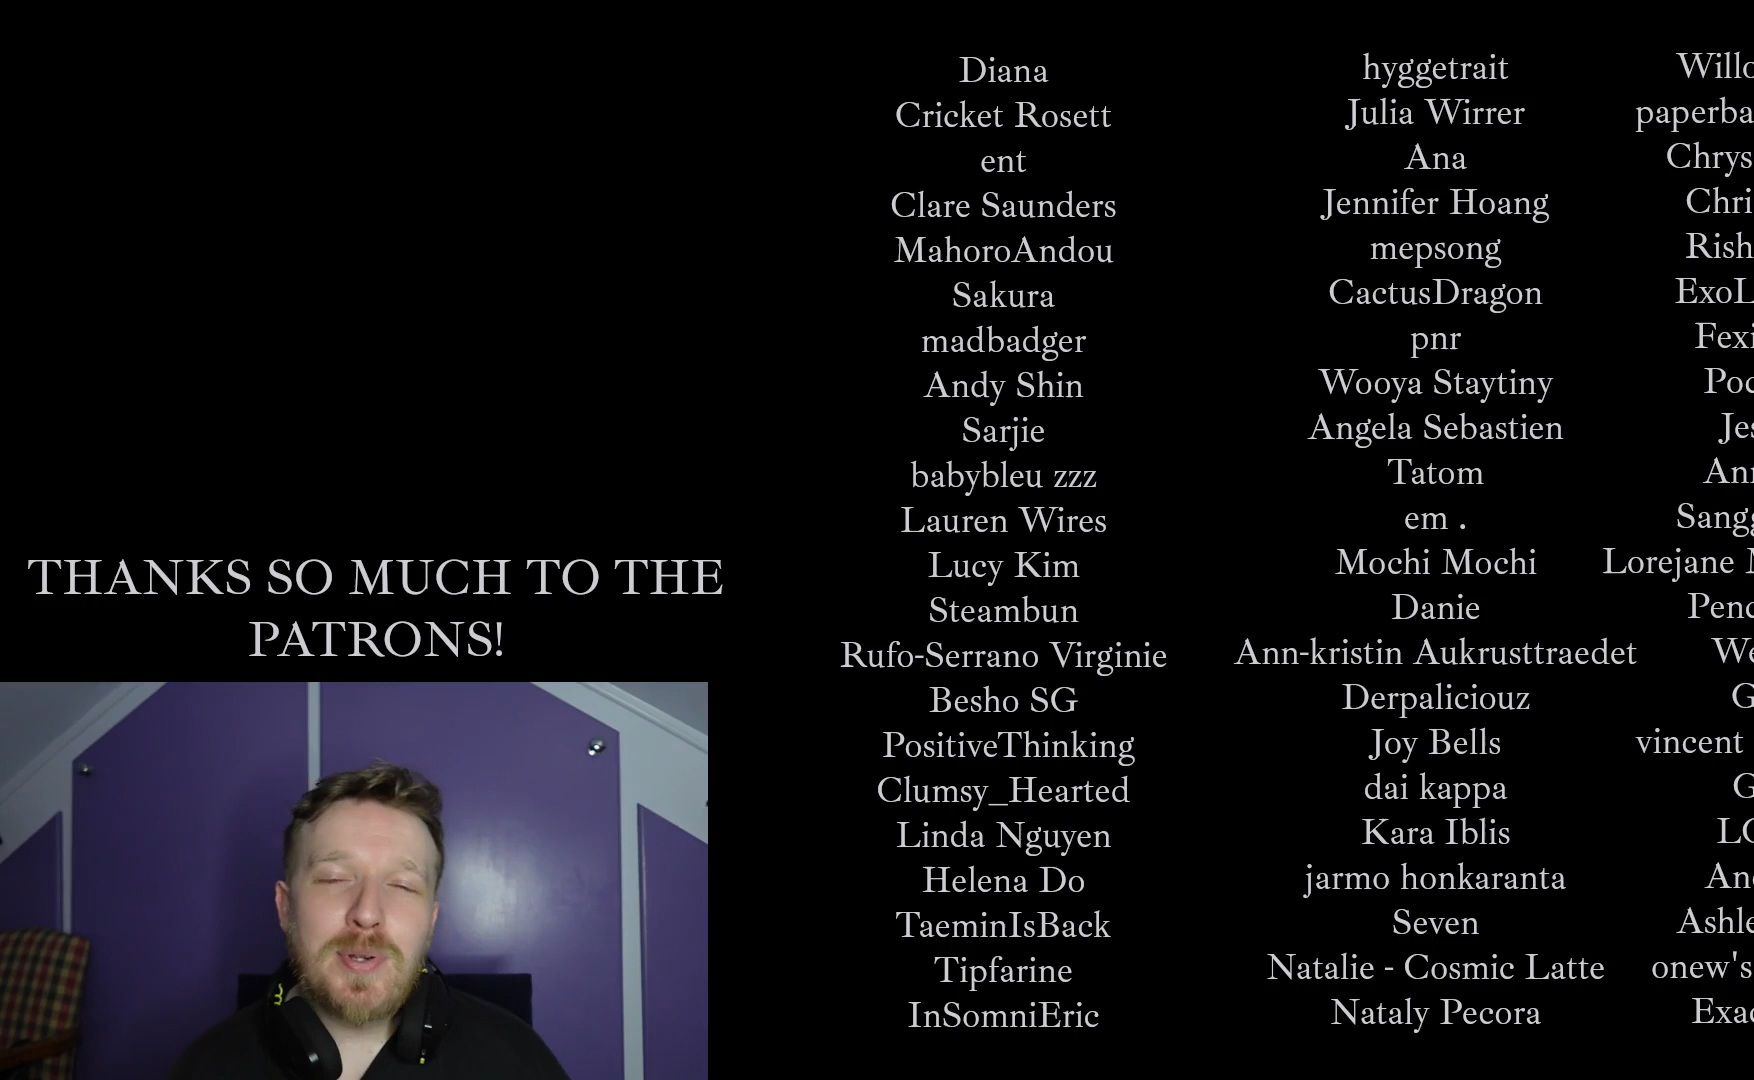 THANKS SO MUCH TO THE
PATRONS!
Diana
Cricket Rosett
ent
Clare Saunders
MahoroAndou
Sakura
madbadger
Andy Shin
Sarjie
babybleu zzz
Lauren Wires
Lucy Kim
Steambun
Rufo-Serrano Virginie
Besho SG
PositiveThinking
Clumsy_Hearted
Linda Nguyen
Helena Do
TaeminIsBack
Tipfarine
InSomniEric
hyggetrait
Julia Wirrer
Ana
Jennifer Hoang
mepsong
CactusDragon
pnr
Wooya Staytiny
Angela Sebastien
Tatom
em .
Mochi Mochi
Danie
Ann-kristin Aukrusttraedet
Derpaliciouz
Joy Bells
dai kappa
Kara Iblis
jarmo honkaranta
Seven
Natalie - Cosmic Latte
Nataly Pecora
Lorejane
vincent
onew's